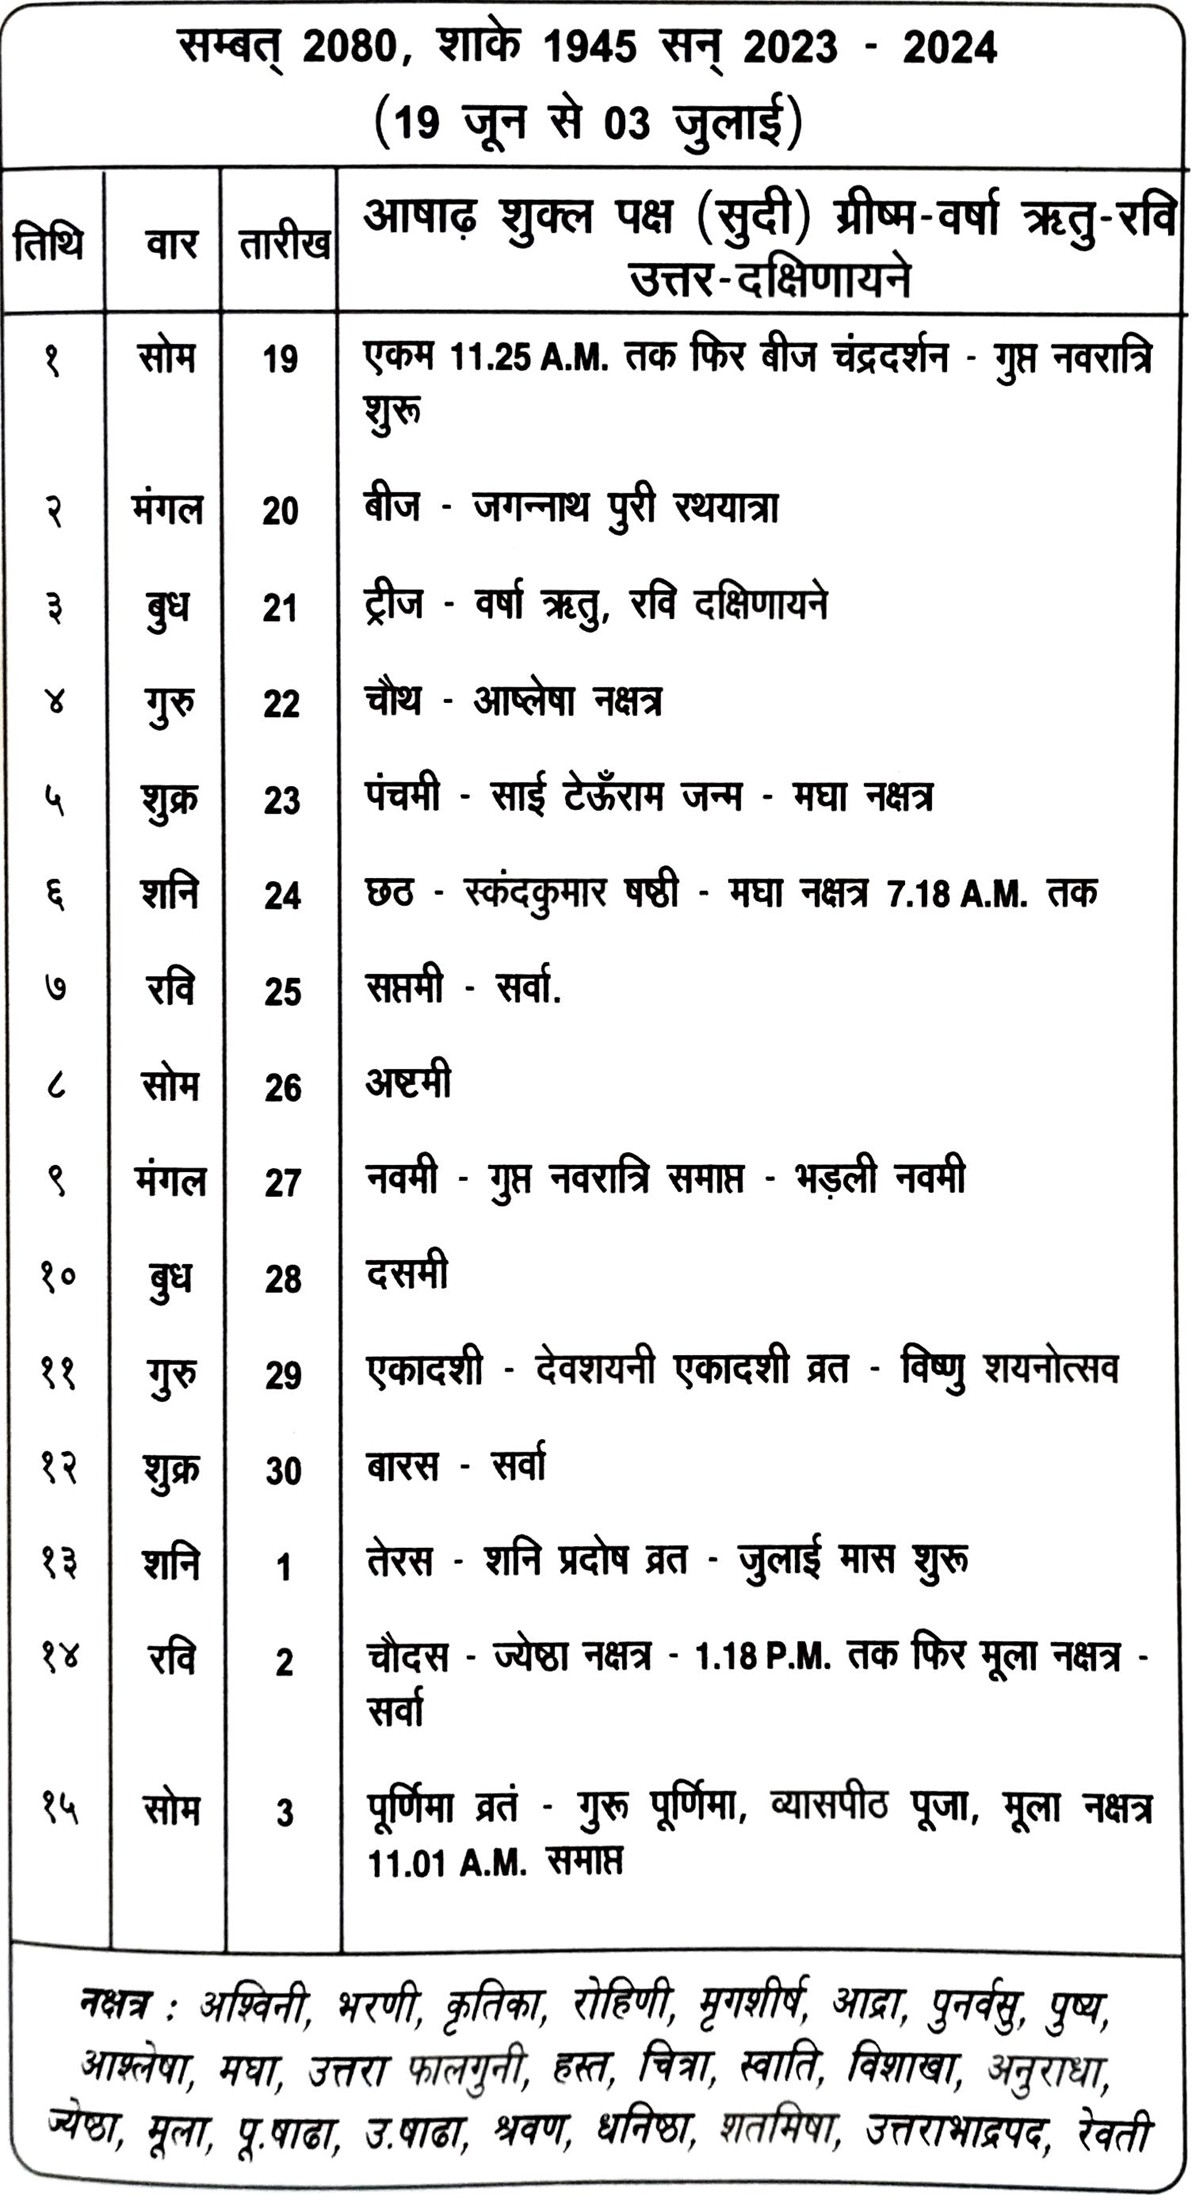 सम्बत् 2080, शाके 1945 सन् 2023 - 2024
(19 जून से 03 जुलाई)
तिथि वार तारीख आषाढ़ शुक्ल पक्ष (सुदी) ग्रीष्म-वर्षा ऋतु-रवि
उत्तर-दक्षिणायने
१ सोम 19 एकम 11.25 A.M. तक फिर बीज चंद्रदर्शन - गुप्त नवरात्रि
शुरू
२ मंगल 20 बीज - जगन्नाथ पुरी रथयात्रा
३ बुध 21 ट्रीज - वर्षा ऋतु, रवि दक्षिणायने
४ गुरु 22 चौथ - आष्लेषा नक्षत्र
५ शुक्र 23 पंचमी - साई टेऊँराम जन्म - मघा नक्षत्र
६ शनि 24 छठ - स्कंदकुमार षष्ठी - मघा नक्षत्र 7.18 A.M. तक
७ रवि 25 सप्तमी - सर्वा.
८ सोम 26 अष्टमी
९ मंगल 27 नवमी - गुप्त नवरात्रि समाप्त - भड़ली नवमी
१० बुध 28 दसमी
११ गुरु 29 एकादशी - देवशयनी एकादशी व्रत - विष्णु शयनोत्सव
१२ शुक्र 30 बारस - सर्वा
१३ शनि 1 तेरस - शनि प्रदोष व्रत - जुलाई मास शुरू
१४ रवि 2 चौदस - ज्येष्ठा नक्षत्र - 1.18 P.M. तक फिर मूला नक्षत्र -
सर्वा
१५ सोम 3 पूर्णिमा व्रतं - गुरू पूर्णिमा, व्यासपीठ पूजा, मूला नक्षत्र
11.01 A.M. समाप्त
नक्षत्र : अश्विनी, भरणी, कृतिका, रोहिणी, मृगशीर्ष, आद्रा, पुनर्वसु, पुष्य,
आश्लेषा, मघा, उत्तरा फालगुनी, हस्त, चित्रा, स्वाति, विशाखा, अनुराधा,
ज्येष्ठा, मूला, पू.षाढा, उ.षाढा, श्रवण, धनिष्ठा, शतमिषा, उत्तराभाद्रपद, रेवती